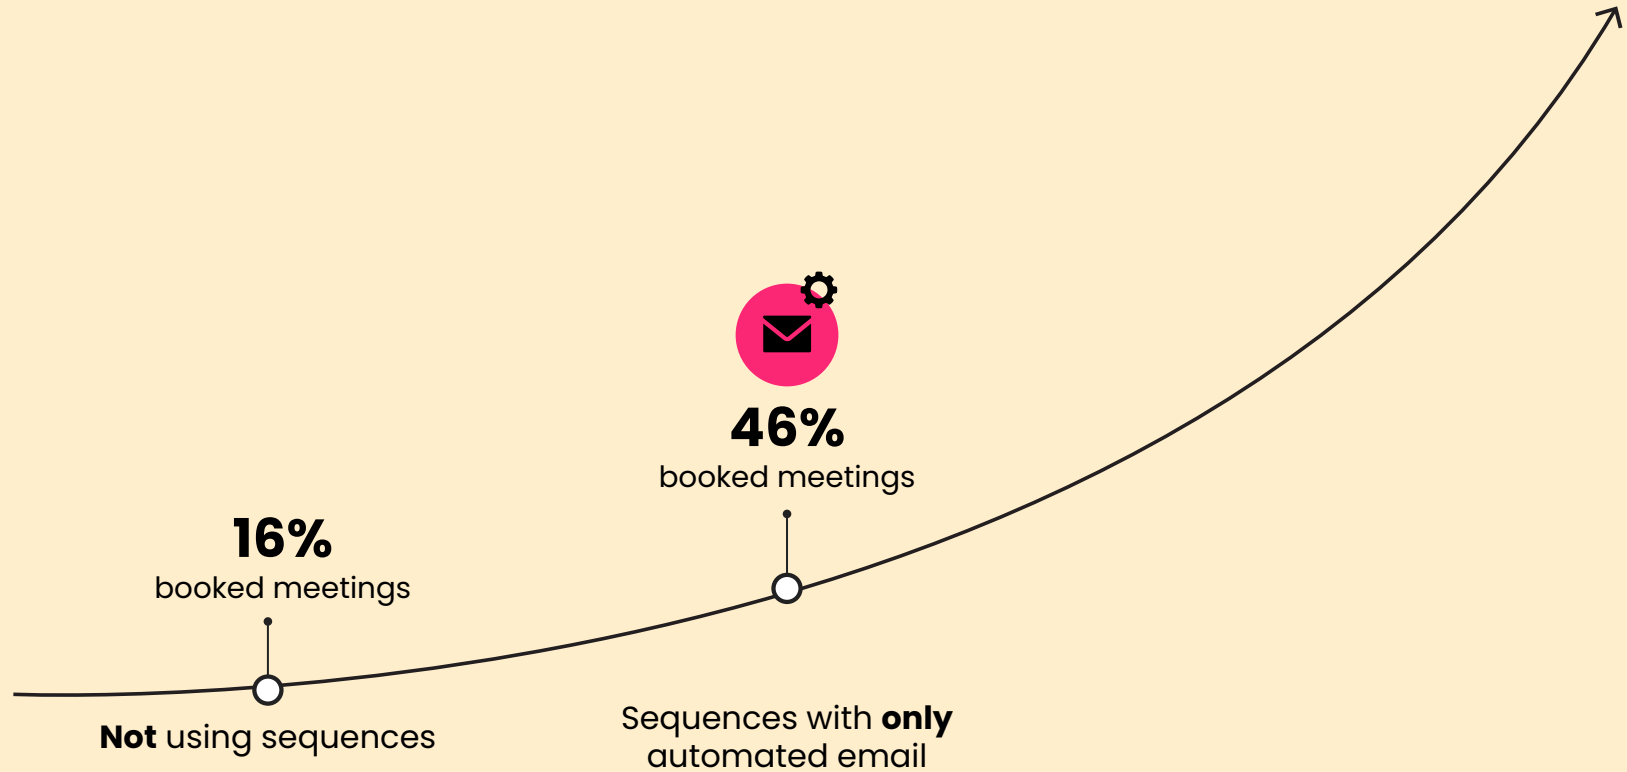 16%
booked meetings
Not using sequences
46%
booked meetings
Sequences with only
automated email